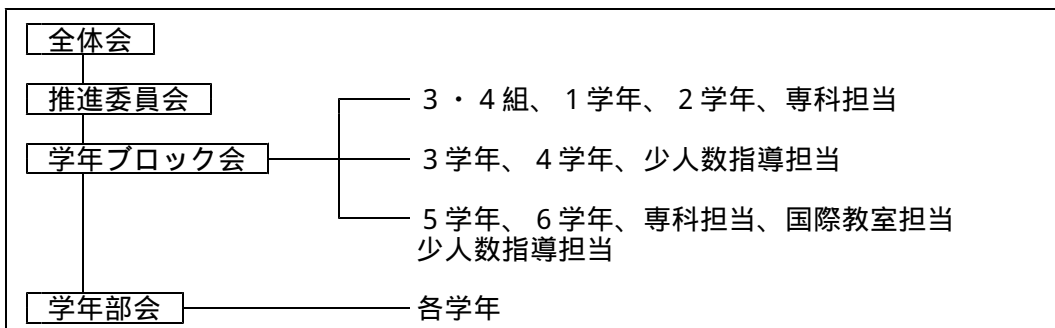 全体会
推進委員会
3・4組、1学年、2学年、専科担当
学年ブロック会
3学年、4学年、少人数指導担当
5学年、6学年、専科担当、国際教室担当
少人数指導担当
学年部会
各学年